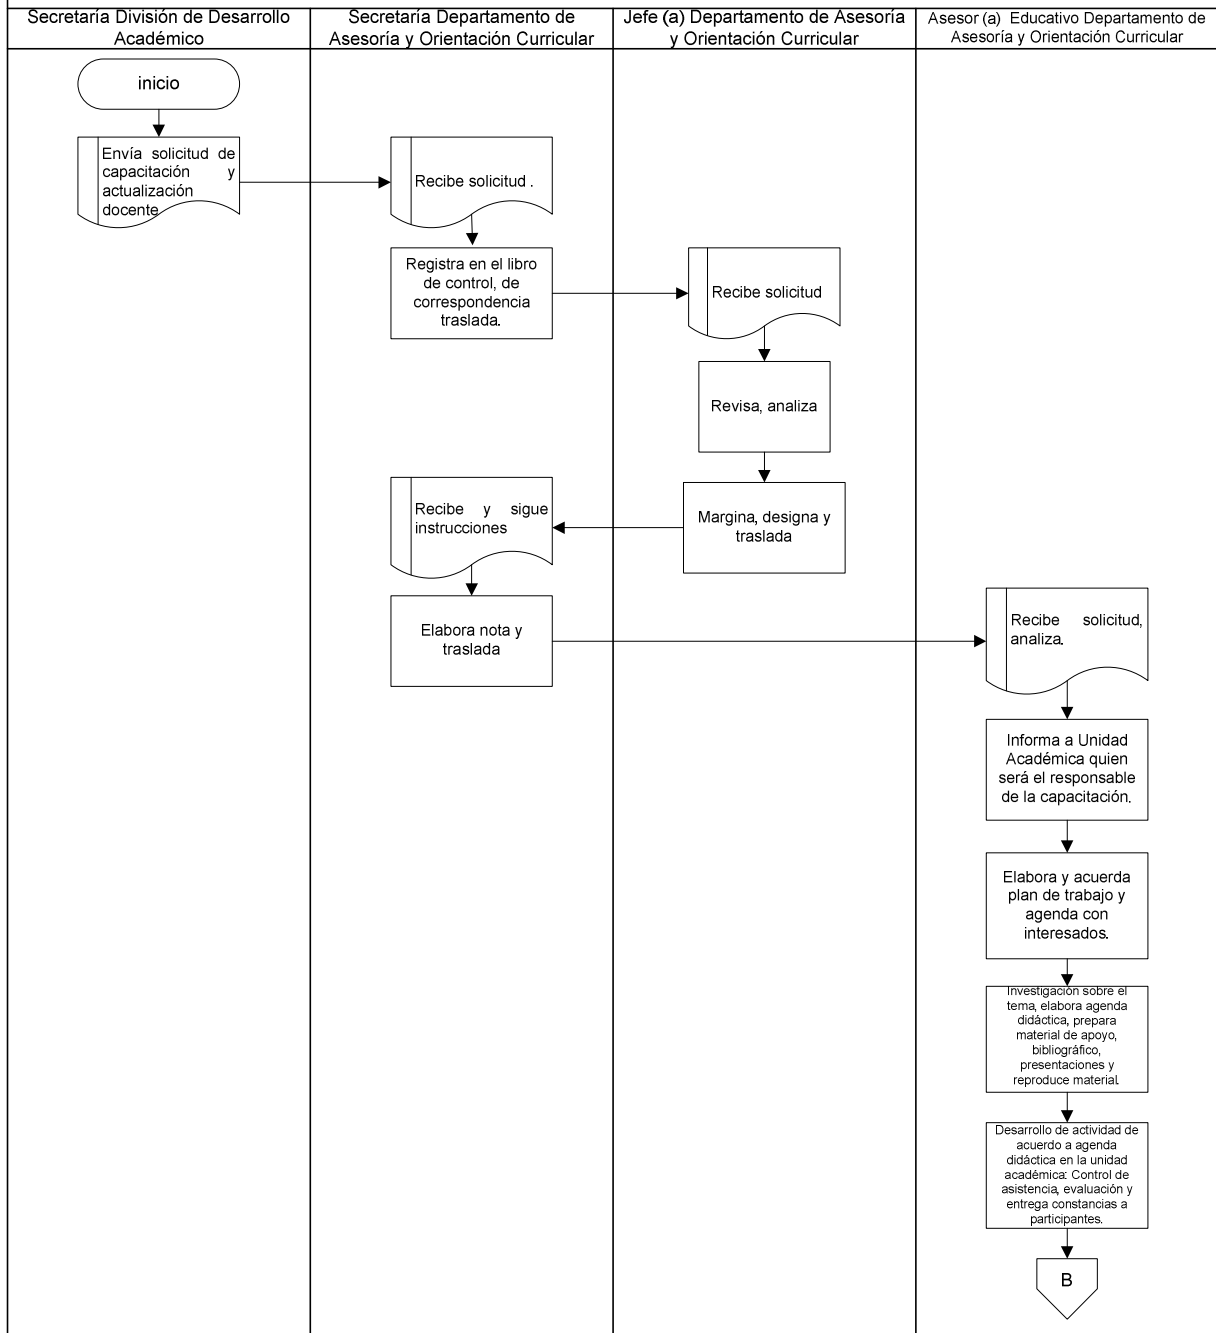 Secretaría División de Desarrollo
Académico
Secretaría Departamento de
Asesoría y Orientación Curricular
Jefe (a) Departamento de Asesoría
y Orientación Curricular
Asesor (a) Educativo Departamento de
Asesoría y Orientación Curricular
inicio
Envía solicitud de
capacitación y
actualización
docente
Recibe solicitud .
Registra en el libro
de control, de
correspondencia
traslada.
Recibe solicitud
Revisa, analiza
Margina, designa y
traslada
Recibe y sigue
instrucciones
Elabora nota y
traslada
Recibe solicitud,
analiza.
Informa a Unidad
Académica quien
será el responsable
de la capacitación.
Elabora y acuerda
plan de trabajo y
agenda con
interesados.
Investigación sobre el
tema, elabora agenda
didáctica, prepara
material de apoyo,
bibliográfico,
presentaciones y
reproduce material.
Desarrollo de actividad de
acuerdo a agenda
didáctica en la unidad
académica: Control de
asistencia, evaluación y
entrega constancias a
participantes.
B